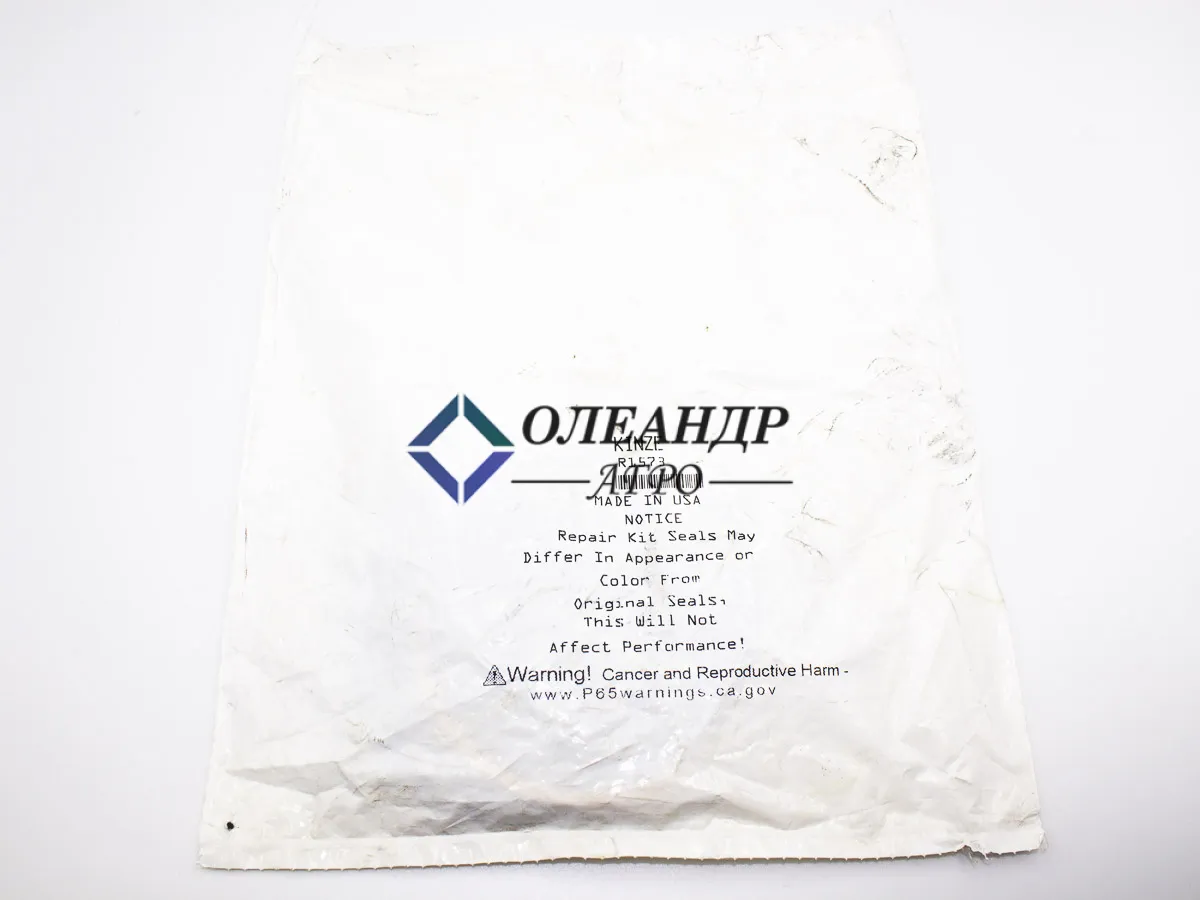 ОЛЕАНДР
KINZE
R1573
АГРО
MADE IN USA
NOTICE
Repair Kit Seals May
Differ In Appearance or
Color From
Original Seals,
This Will Not
Affect Performance!
Warning! Cancer and Reproductive Harm -
www.P65warnings.ca.gov